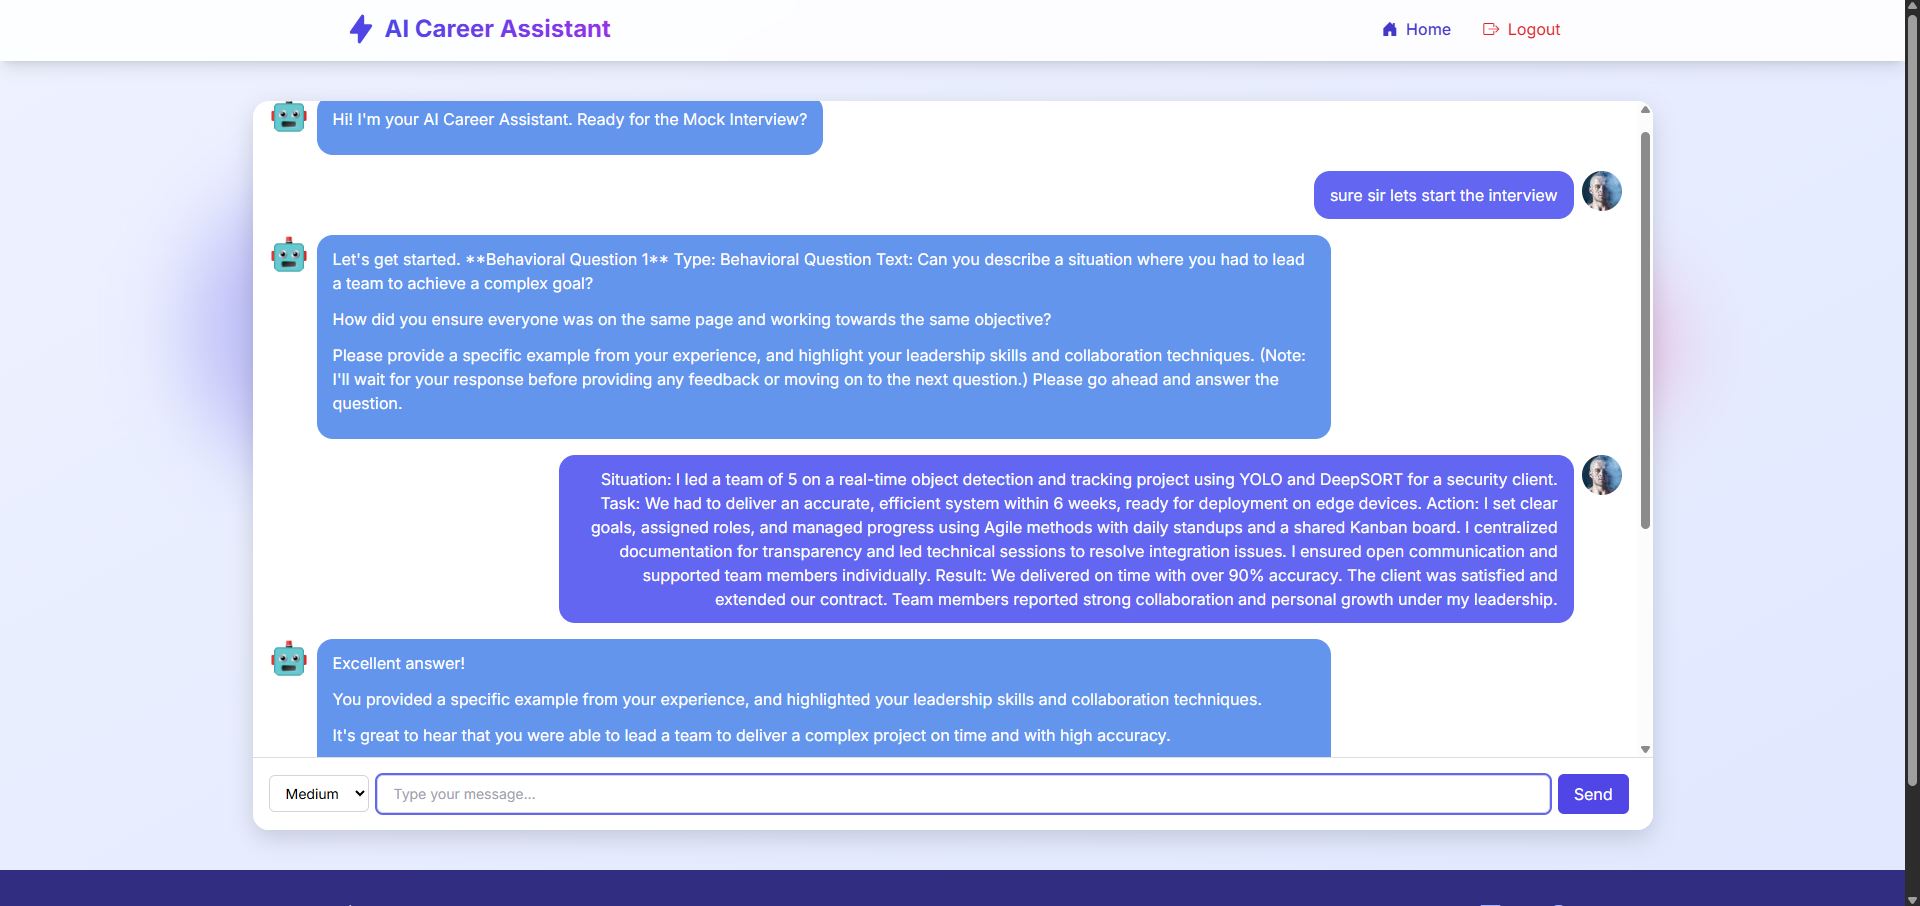 AI Career Assistant
Home
Logout
Hi! I'm your AI Career Assistant. Ready for the Mock Interview?
sure sir lets start the interview
Let's get started. **Behavioral Question 1** Type: Behavioral Question Text: Can you describe a situation where you had to lead
a team to achieve a complex goal?
How did you ensure everyone was on the same page and working towards the same objective?
Please provide a specific example from your experience, and highlight your leadership skills and collaboration techniques. (Note:
I'll wait for your response before providing any feedback or moving on to the next question.) Please go ahead and answer the
question.
Situation: I led a team of 5 on a real-time object detection and tracking project using YOLO and DeepSORT for a security client.
Task: We had to deliver an accurate, efficient system within 6 weeks, ready for deployment on edge devices. Action: I set clear
goals, assigned roles, and managed progress using Agile methods with daily standups and a shared Kanban board. I centralized
documentation for transparency and led technical sessions to resolve integration issues. I ensured open communication and
supported team members individually. Result: We delivered on time with over 90% accuracy. The client was satisfied and
extended our contract. Team members reported strong collaboration and personal growth under my leadership.
Excellent answer!
You provided a specific example from your experience, and highlighted your leadership skills and collaboration techniques.
It's great to hear that you were able to lead a team to deliver a complex project on time and with high accuracy.
Medium
Type your message...
Send